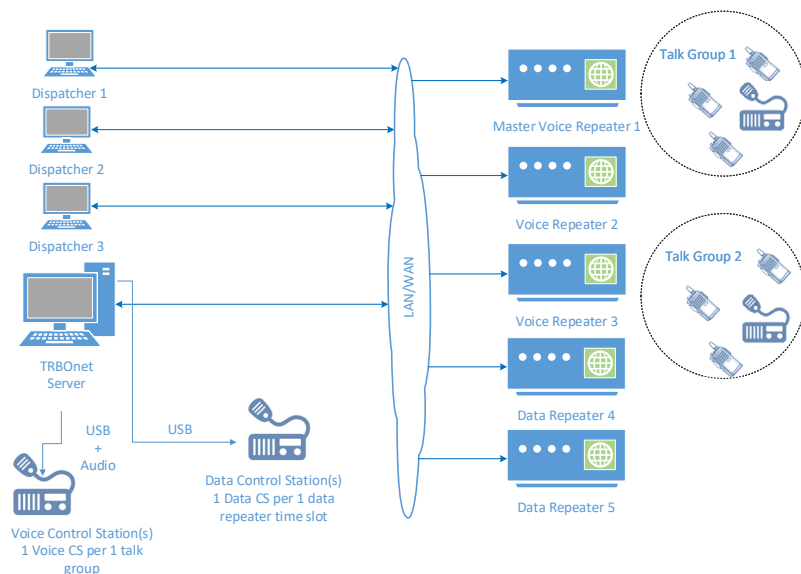 Dispatcher 1
Dispatcher 2
Dispatcher 3
TRBOnet
Server
USB
+
Audio
USB
Voice Control Station(s)
1 Voice CS per 1 talk
group
Data Control Station(s)
1 Data CS per 1 data
repeater time slot
LAN/WAN
Master Voice Repeater 1
Voice Repeater 2
Voice Repeater 3
Data Repeater 4
Data Repeater 5
Talk Group 1
Talk Group 2